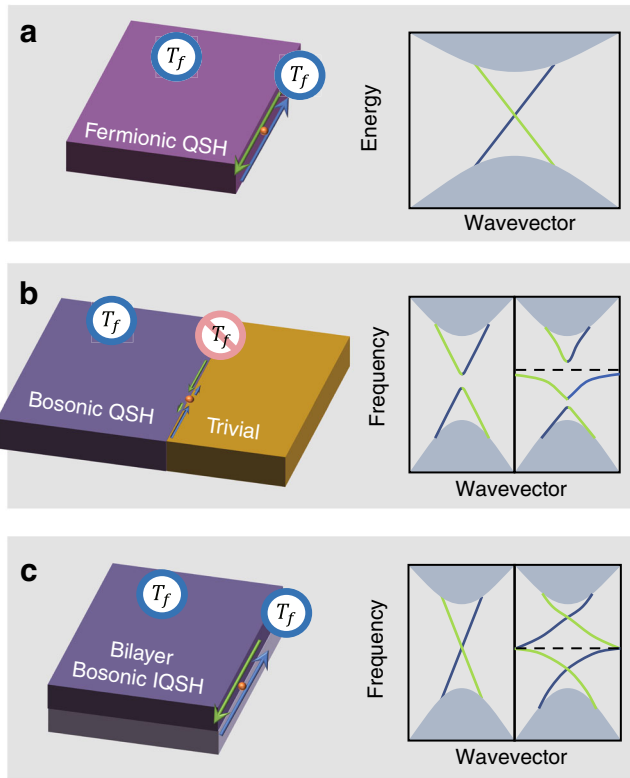 a
T_f
T_f
Fermionic QSH
Energy
Wavevector
b
T_f
T_f
Bosonic QSH
Trivial
Frequency
Wavevector
c
T_f
T_f
Bilayer
Bosonic IQSH
Frequency
Wavevector